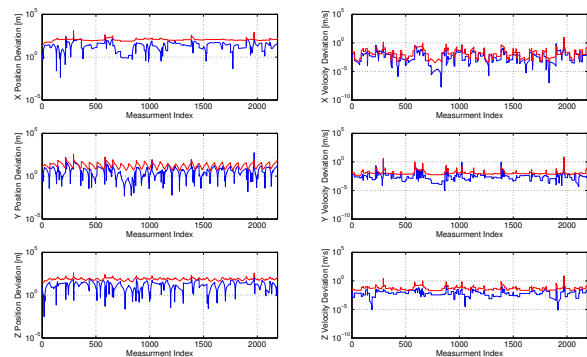 10^5
10^0
10^-5
X Position Deviation [m]
0 500 1000 1500 2000
Measurment Index
10^5
10^0
10^-5
10^-10
X Velocity Deviation [m/s]
0 500 1000 1500 2000
Measurment Index
10^5
10^0
10^-5
Y Position Deviation [m]
0 500 1000 1500 2000
Measurment Index
10^5
10^0
10^-5
10^-10
Y Velocity Deviation [m/s]
0 500 1000 1500 2000
Measurment Index
10^5
10^0
10^-5
Z Position Deviation [m]
0 500 1000 1500 2000
Measurment Index
10^5
10^0
10^-5
10^-10
Z Velocity Deviation [m/s]
0 500 1000 1500 2000
Measurment Index